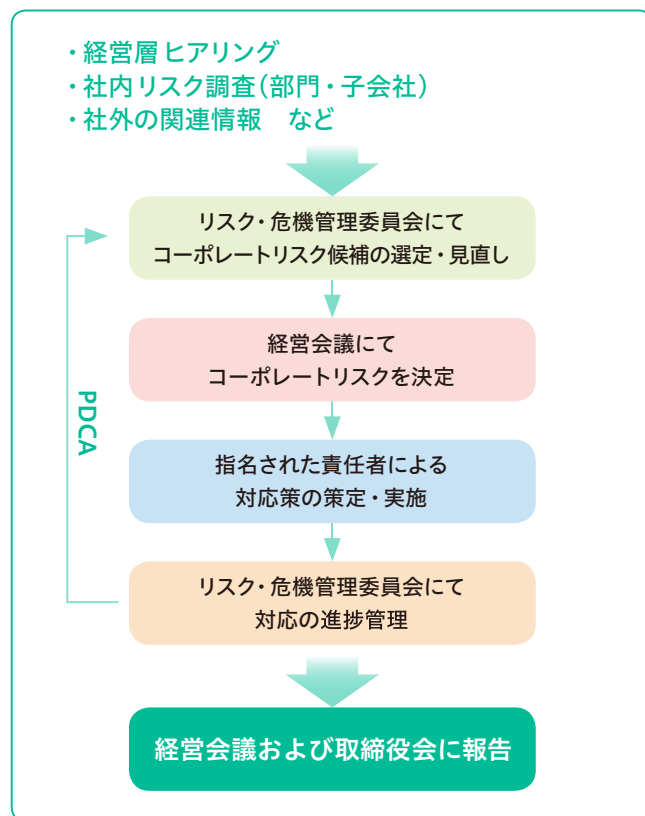 ・経営層ヒアリング
・社内リスク調査（部門・子会社）
・社外の関連情報　など
リスク・危機管理委員会にて
コーポレートリスク候補の選定・見直し
経営会議にて
コーポレートリスクを決定
PDCA
指名された責任者による
対応策の策定・実施
リスク・危機管理委員会にて
対応の進捗管理
経営会議および取締役会に報告